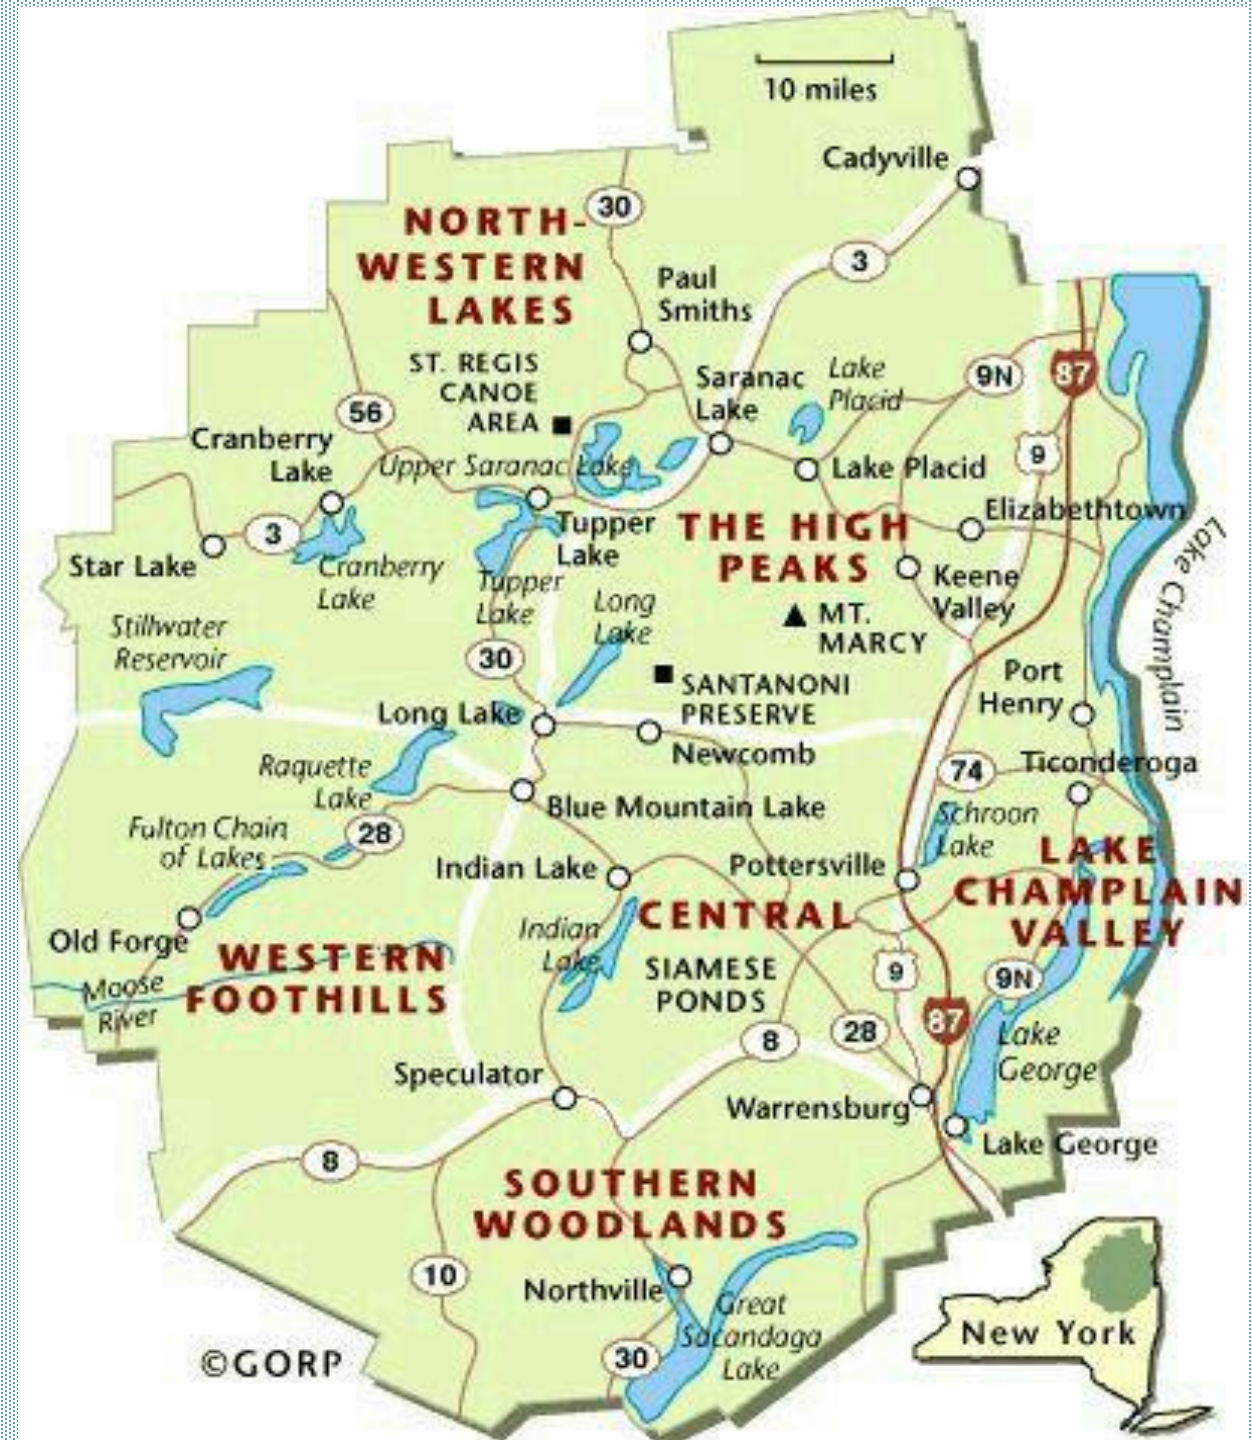 10 miles
Cadyville
30
NORTH-
WESTERN
LAKES
3
Paul
Smiths
ST. REGIS
CANOE
AREA
Saranac
Lake
Lake
Placid
9N
87
56
9
Cranberry
Lake
Upper Saranac Lake
Lake Placid
Elizabethtown
3
Star Lake
Cranberry
Lake
Tupper
Lake
THE HIGH
PEAKS
Keene
Valley
Lake Champlain
Tupper
Lake
Long
Lake
MT.
MARCY
Stillwater
Reservoir
30
SANTANONI
PRESERVE
Port
Henry
Long Lake
Newcomb
Raquette
Lake
74
Ticonderoga
Blue Mountain Lake
Schroon
Lake
Fulton Chain
of Lakes
28
Indian Lake
Pottersville
LAKE
CHAMPLAIN
VALLEY
Old Forge
WESTERN
FOOTHILLS
Indian
Lake
CENTRAL
SIAMESE
PONDS
9
9N
Moose
River
8
28
87
Lake
George
Speculator
Warrensburg
Lake George
8
SOUTHERN
WOODLANDS
10
Northville
Great
Sacandaga
Lake
30
©GORP
New York